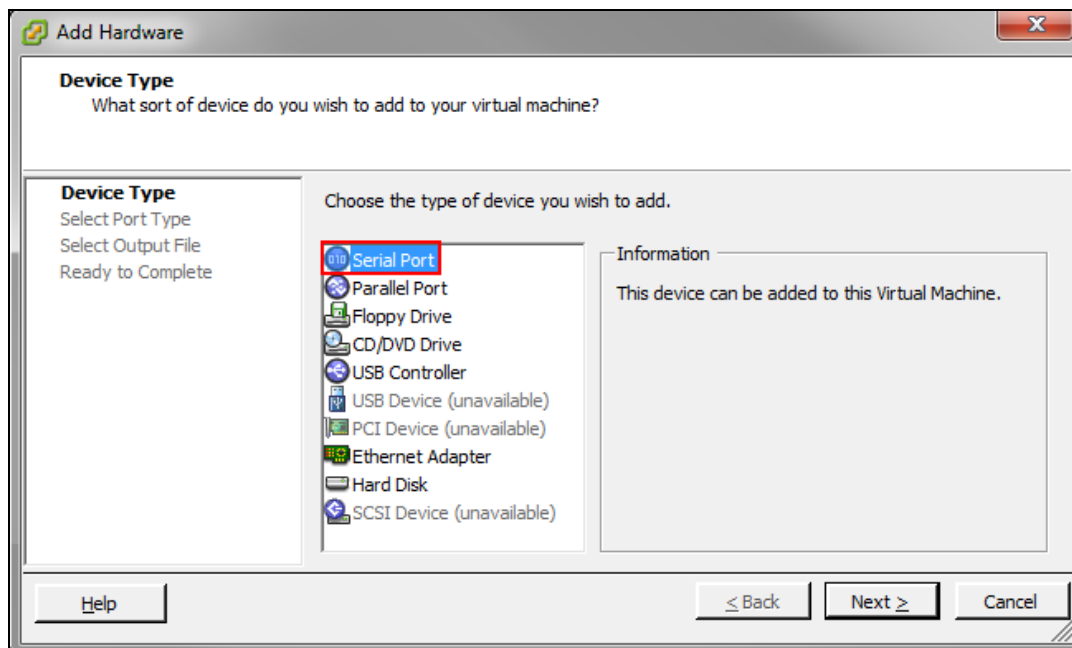 Add Hardware
Device Type
What sort of device do you wish to add to your virtual machine?
Device Type
Select Port Type
Select Output File
Ready to Complete
Choose the type of device you wish to add.
Serial Port
Parallel Port
Floppy Drive
CD/DVD Drive
USB Controller
USB Device (unavailable)
PCI Device (unavailable)
Ethernet Adapter
Hard Disk
SCSI Device (unavailable)
Information
This device can be added to this Virtual Machine.
Help
< Back
Next >
Cancel